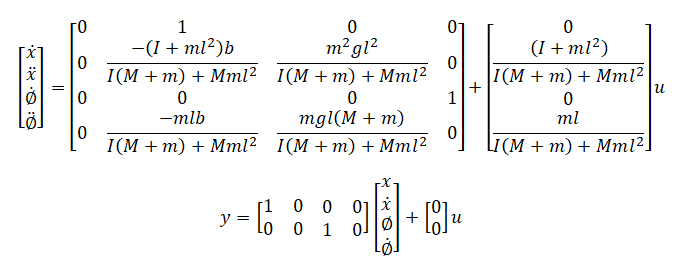 [ẋ ẍ ∅̇ ∅̈] = [0 1 0 0; 0 −(I + ml²)b / I(M + m) + Mml² m²gl² / I(M + m) + Mml² 0; 0 0 0 1; 0 −mlb / I(M + m) + Mml² mgl(M + m) / I(M + m) + Mml² 0] + [0; (I + ml²) / I(M + m) + Mml²; 0; ml / I(M + m) + Mml²] u
y = [1 0 0 0; 0 0 1 0] [x ẋ ∅ ∅̇] + [0; 0] u